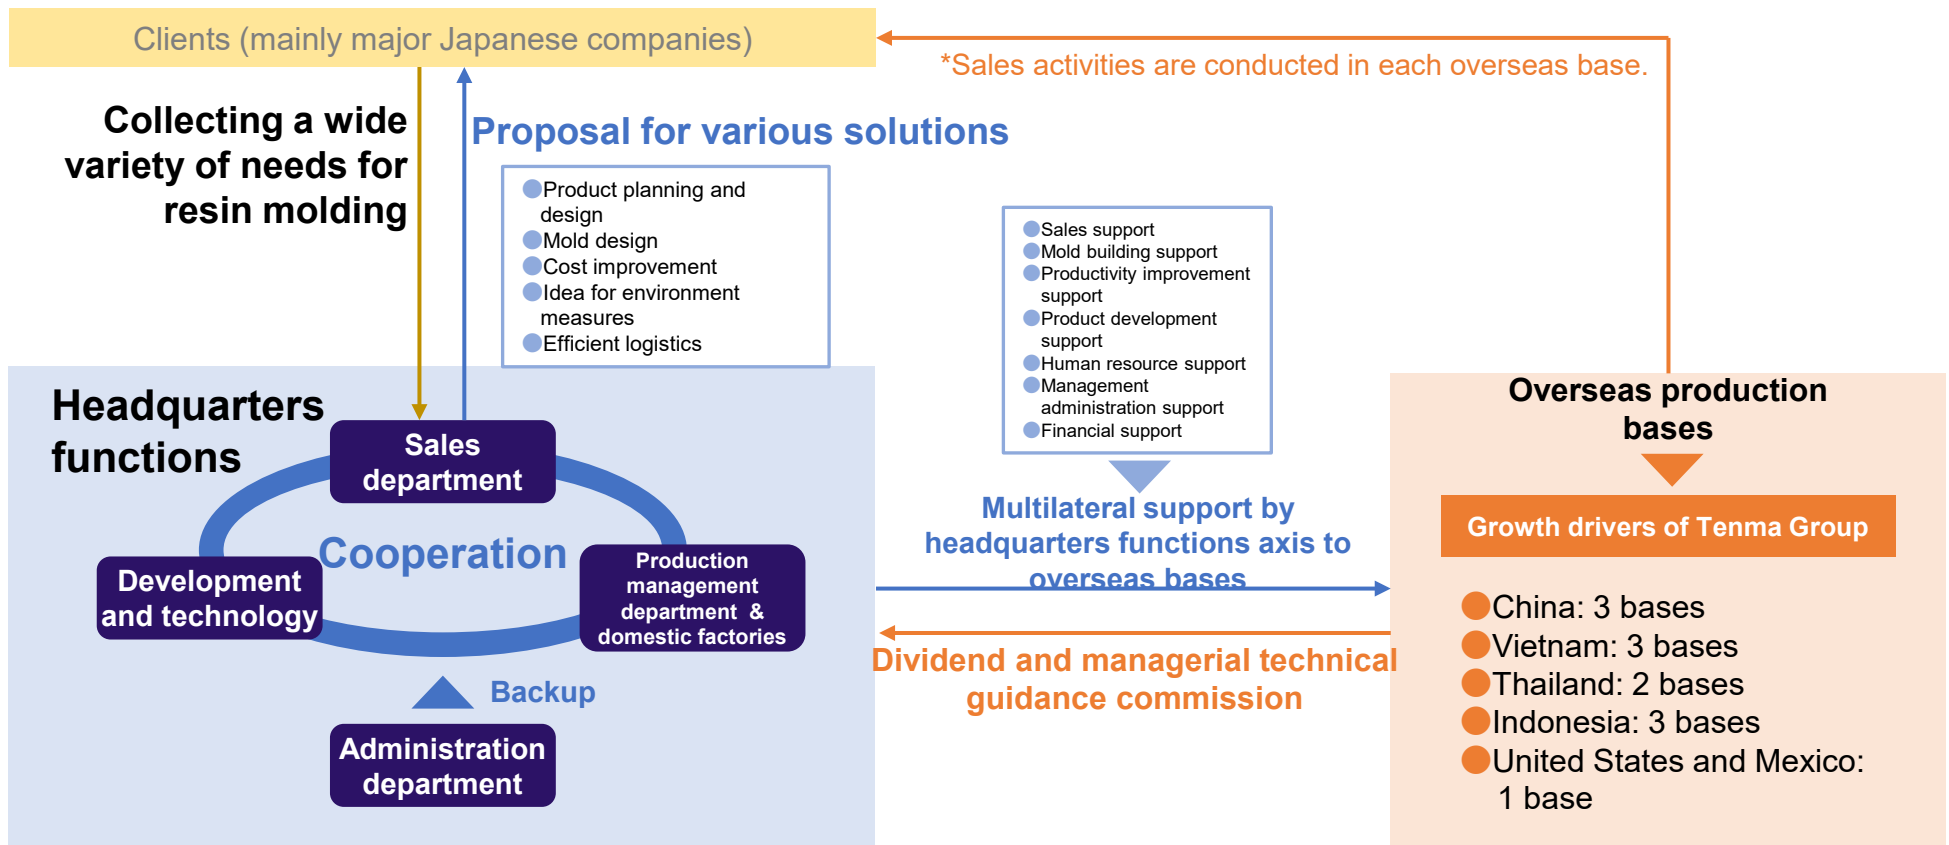 Clients (mainly major Japanese companies)
*Sales activities are conducted in each overseas base.
Collecting a wide
variety of needs for
resin molding
Proposal for various solutions
Product planning and
design
Mold design
Cost improvement
Idea for environment
measures
Efficient logistics
Sales support
Mold building support
Productivity improvement
support
Product development
support
Human resource support
Management
administration support
Financial support
Headquarters
functions
Sales
department
Cooperation
Development
and technology
Production
management
department &
domestic factories
Backup
Administration
department
Multilateral support by
headquarters functions axis to
overseas bases
Dividend and managerial technical
guidance commission
Overseas production
bases
Growth drivers of Tenma Group
China: 3 bases
Vietnam: 3 bases
Thailand: 2 bases
Indonesia: 3 bases
United States and Mexico:
1 base